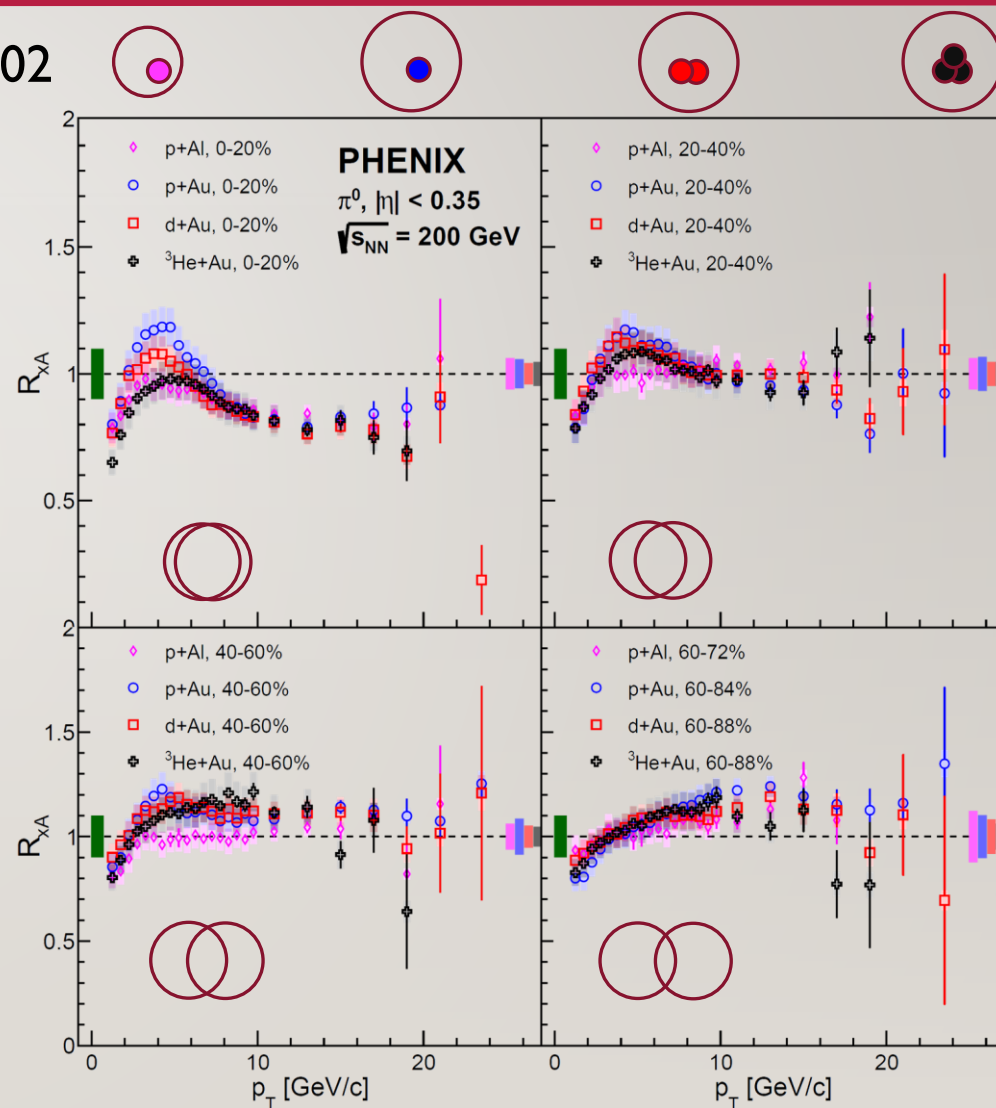 02
2
1.5
1
0.5
R_xA
p+Al, 0-20%
p+Au, 0-20%
d+Au, 0-20%
³He+Au, 0-20%
PHENIX
π⁰, |η| < 0.35
√s_NN = 200 GeV
p+Al, 20-40%
p+Au, 20-40%
d+Au, 20-40%
³He+Au, 20-40%
2
1.5
1
0.5
0
R_xA
p+Al, 40-60%
p+Au, 40-60%
d+Au, 40-60%
³He+Au, 40-60%
p+Al, 60-72%
p+Au, 60-84%
d+Au, 60-88%
³He+Au, 60-88%
0 10 20
p_T [GeV/c]
0 10 20
p_T [GeV/c]